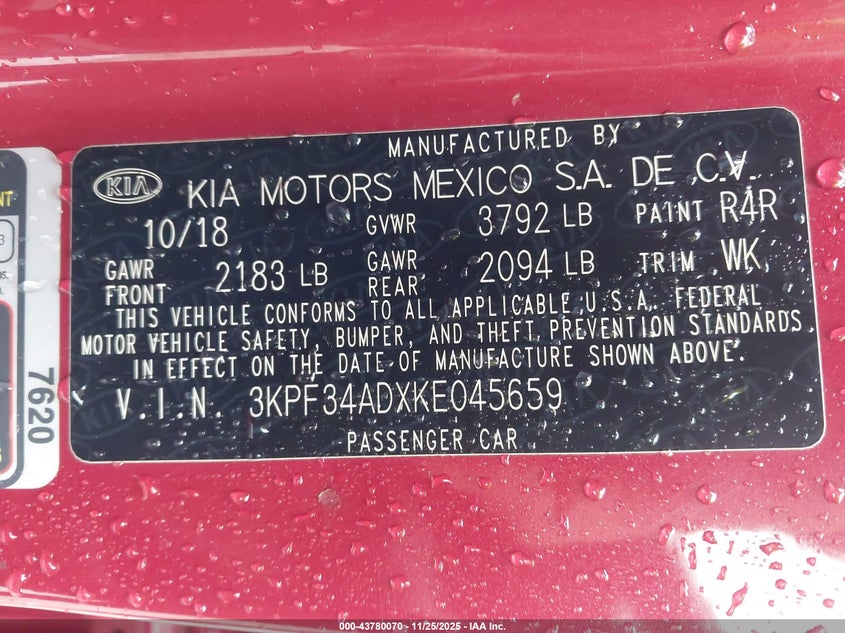 MANUFACTURED BY
KIA KIA MOTORS MEXICO S.A. DE C.V.
10/18 GVWR 3792 LB PAINT R4R
GAWR FRONT 2183 LB GAWR REAR 2094 LB TRIM WK
THIS VEHICLE CONFORMS TO ALL APPLICABLE U.S.A. FEDERAL
MOTOR VEHICLE SAFETY, BUMPER, AND THEFT PREVENTION STANDARDS
IN EFFECT ON THE DATE OF MANUFACTURE SHOWN ABOVE.
V.I.N. 3KPF34ADXKE045659
PASSENGER CAR
7620
000-43780070 - 11/25/2025 - IAA Inc.